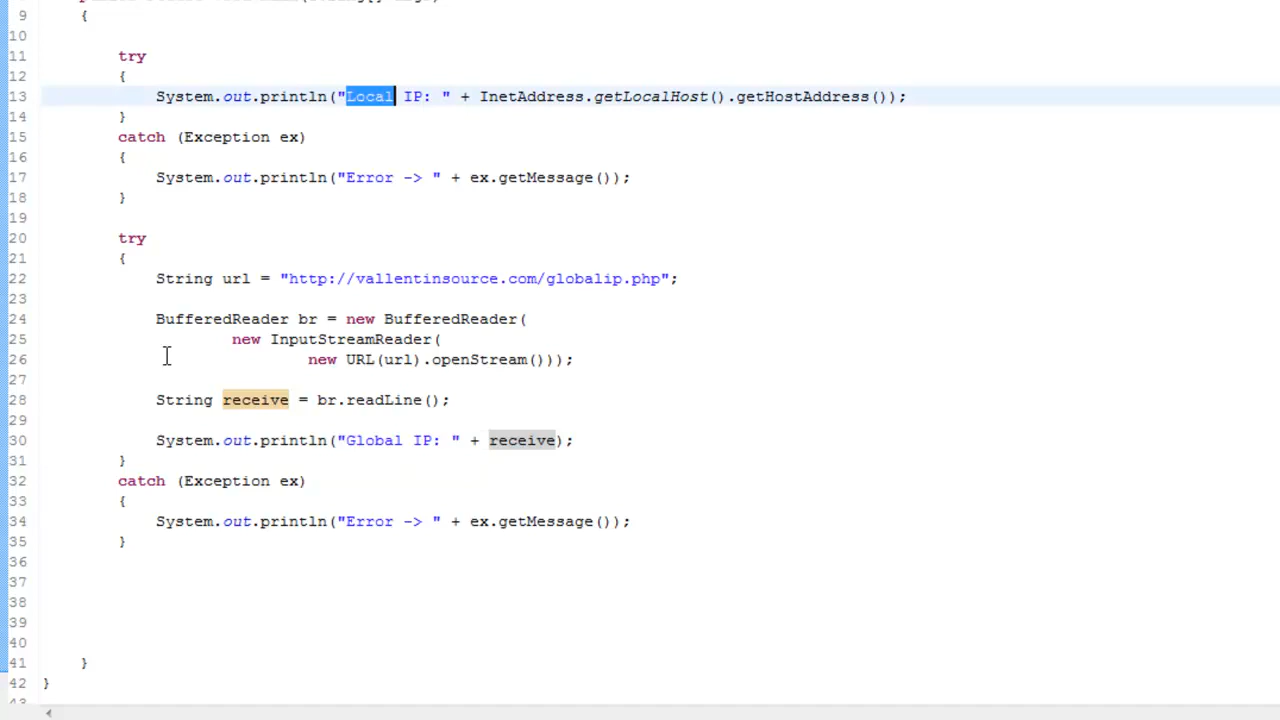 9 {
10
11 try
12 {
13 System.out.println("Local IP: " + InetAddress.getLocalHost().getHostAddress());
14 }
15 catch (Exception ex)
16 {
17 System.out.println("Error -> " + ex.getMessage());
18 }
19
20 try
21 {
22 String url = "http://vallentinsource.com/globalip.php";
23
24 BufferedReader br = new BufferedReader(
25 new InputStreamReader(
26 new URL(url).openStream()));
27
28 String receive = br.readLine();
29
30 System.out.println("Global IP: " + receive);
31 }
32 catch (Exception ex)
33 {
34 System.out.println("Error -> " + ex.getMessage());
35 }
36
37
38
39
40
41 }
42 }